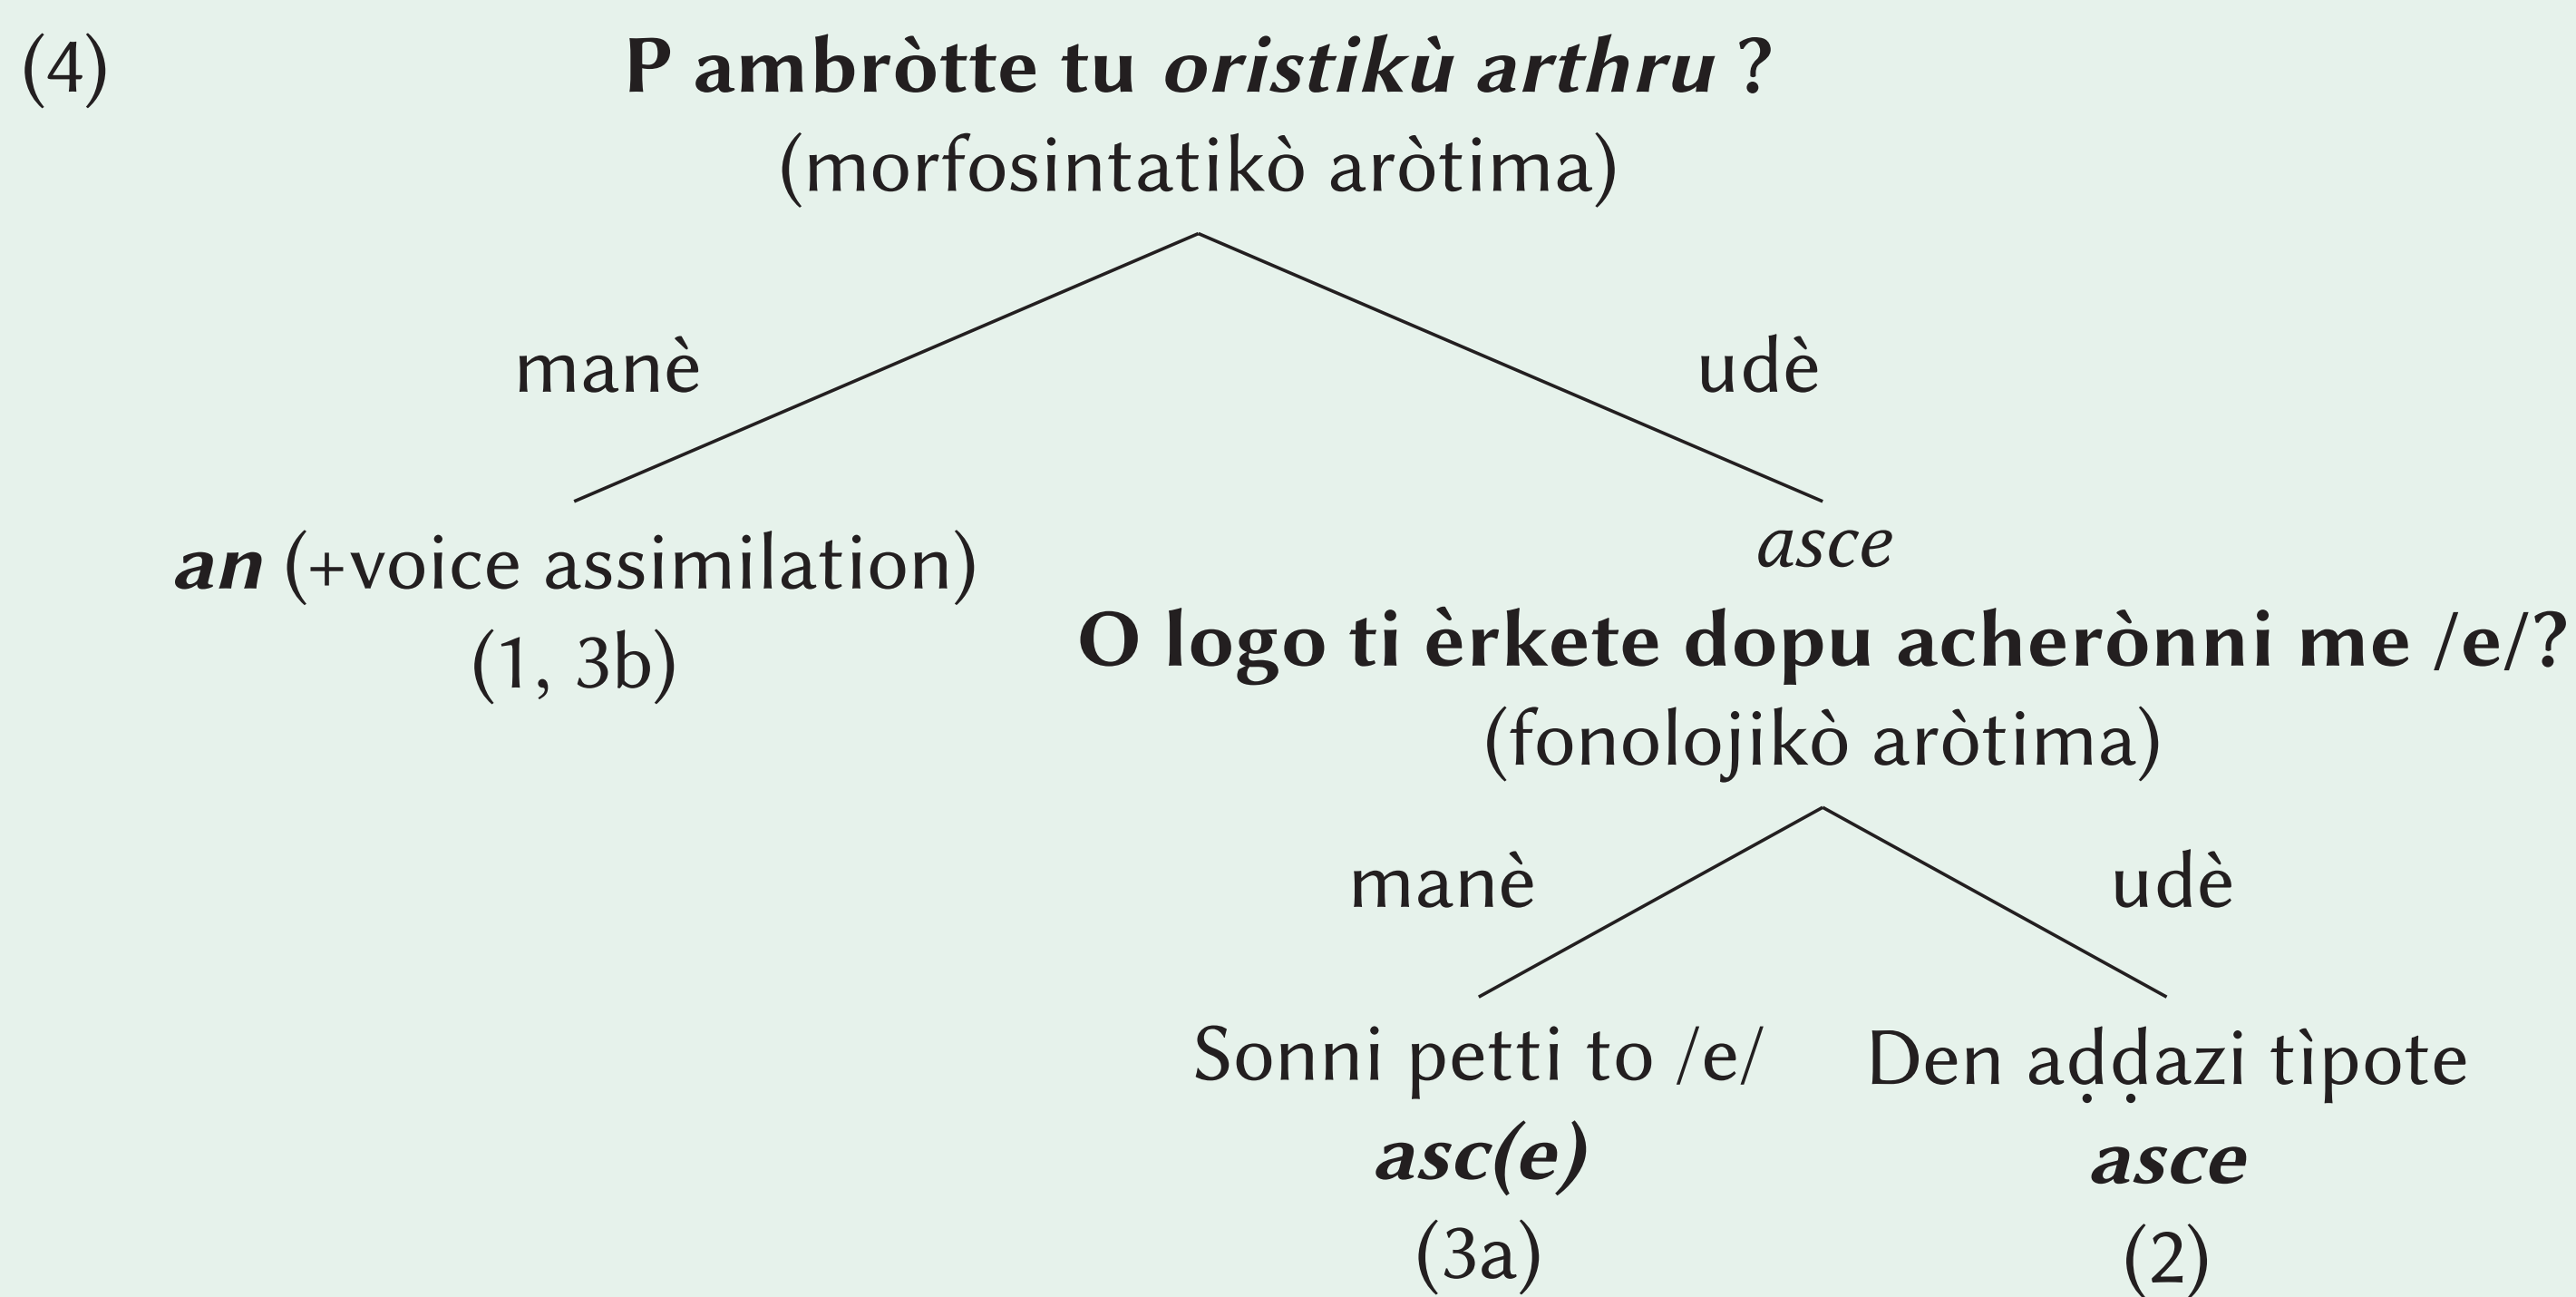 (4) P ambròtte tu oristikù arthru ?
(morfosintatikò aròtima)
manè udè
an (+voice assimilation)
(1, 3b)
asce
O logo ti èrkete dopu acherònni me /e/?
(fonolojikò aròtima)
manè udè
Sonni petti to /e/
asc(e)
(3a)
Den aḍḍazi tìpote
asce
(2)